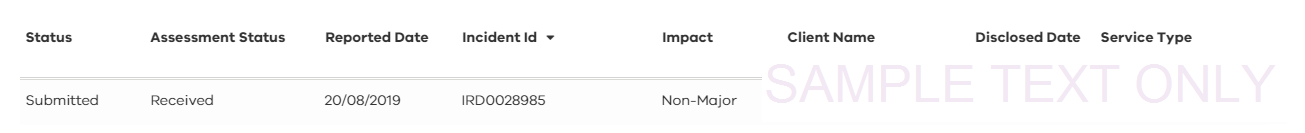 Status Assessment Status Reported Date Incident Id Impact Client Name Disclosed Date Service Type
Submitted Received 20/08/2019 IRD0028985 Non-Major SAMPLE TEXT ONLY